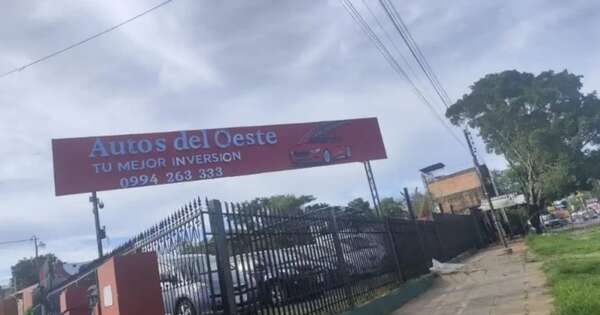 Autos del Oeste
TU MEJOR INVERSION
0994 263 333